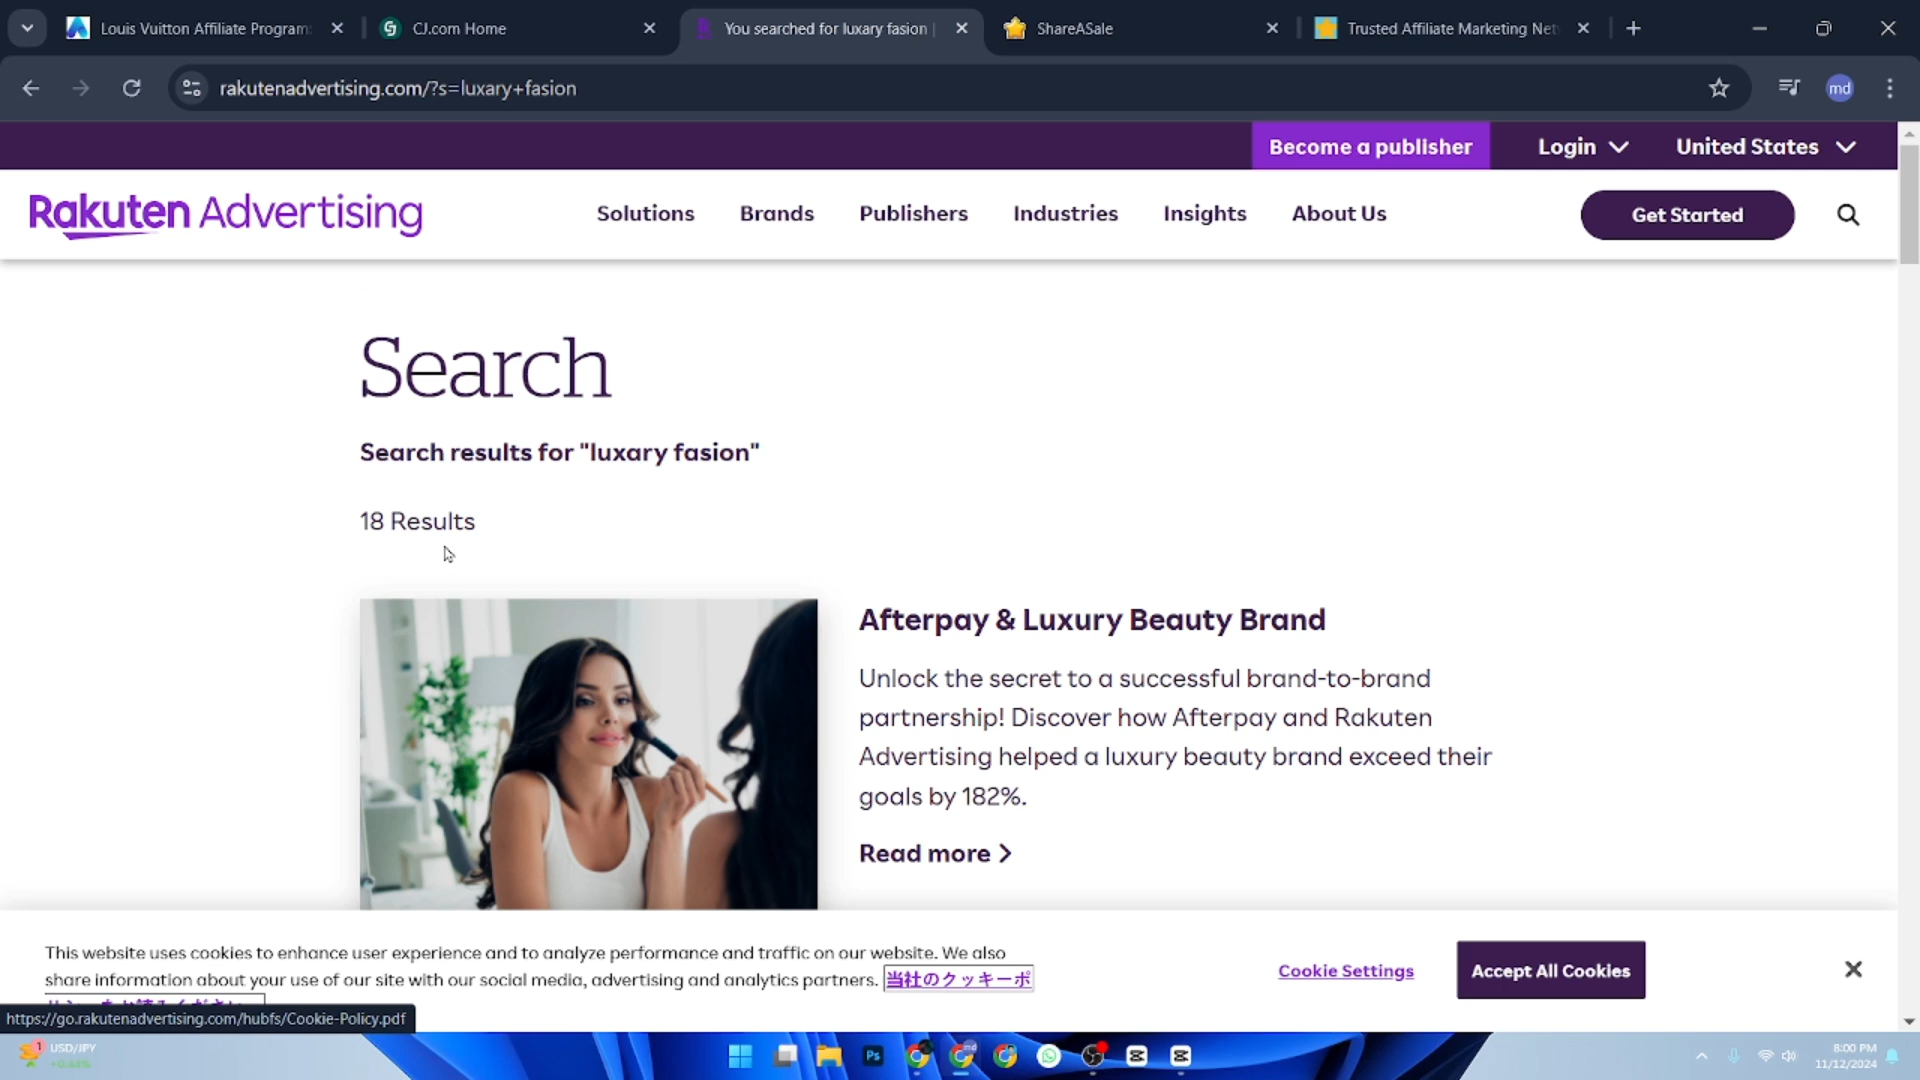 Louis Vuitton Affiliate Program
CJ.com Home
You searched for luxary fasion |
ShareASale
Trusted Affiliate Marketing Net
rakutenadvertising.com/?s=luxary+fasion
md
Become a publisher
Login
United States
Rakuten Advertising
Solutions
Brands
Publishers
Industries
Insights
About Us
Get Started
Search
Search results for "luxary fasion"
18 Results
Afterpay & Luxury Beauty Brand
Unlock the secret to a successful brand-to-brand
partnership! Discover how Afterpay and Rakuten
Advertising helped a luxury beauty brand exceed their
goals by 182%.
Read more
This website uses cookies to enhance user experience and to analyze performance and traffic on our website. We also
share information about your use of our site with our social media, advertising and analytics partners. 当社のクッキーポ
Cookie Settings
Accept All Cookies
https://go.rakutenadvertising.com/hubfs/Cookie-Policy.pdf
1
USD/JPY
+0.44%
Ps
md
8:00 PM
11/12/2024